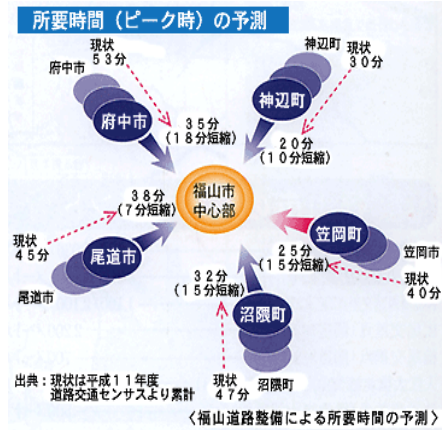 所要時間（ピーク時）の予測
現状
５３分
府中市
府中市
３５分
（１８分短縮）
神辺町
現状
３０分
神辺町
２０分
（１０分短縮）
福山市
中心部
３８分
（７分短縮）
現状
４５分
尾道市
尾道市
笠岡町
笠岡市
２５分
（１５分短縮）
現状
４０分
３２分
（１５分短縮）
沼隈町
現状
４７分
沼隈町
出典：現状は平成１１年度
道路交通センサスより累計
〈福山道路整備による所要時間の予測〉